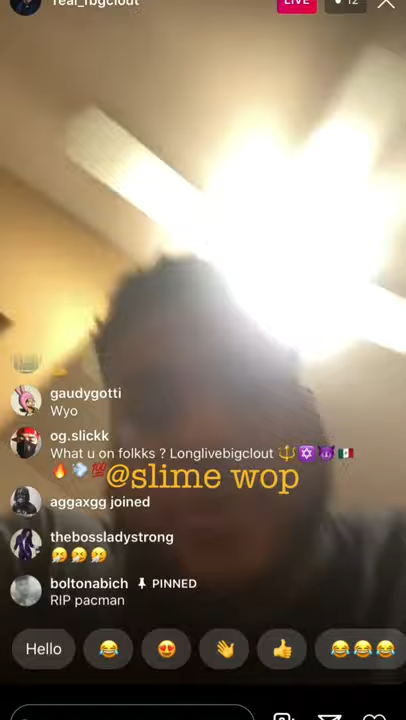 real_fbgclout
LIVE
12
gaudygotti
Wyo
og.slickk
What u on folkks ? Longlivebigclout 🔱✡️😈🇲🇽
🔥💨💯
@slime wop
aggaxgg joined
thebossladystrong
🤧🤧🤧
boltonabich 📌 PINNED
RIP pacman
Hello 😂 😍 👋 👍 😂😂😂